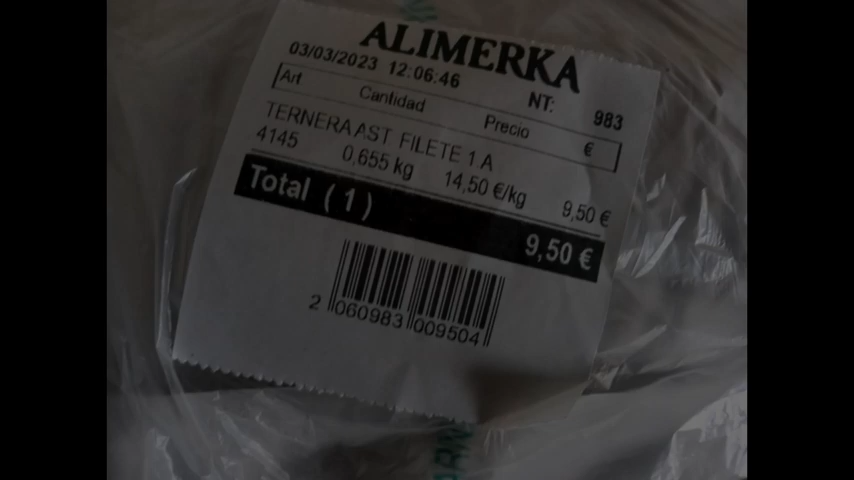 ALIMERKA
03/03/2023 12:06:46 NT: 983
Art Cantidad Precio €
TERNERA AST FILETE 1 A
4145 0,655 kg 14,50 €/kg 9,50 €
Total (1) 9,50 €
2 060983 009504